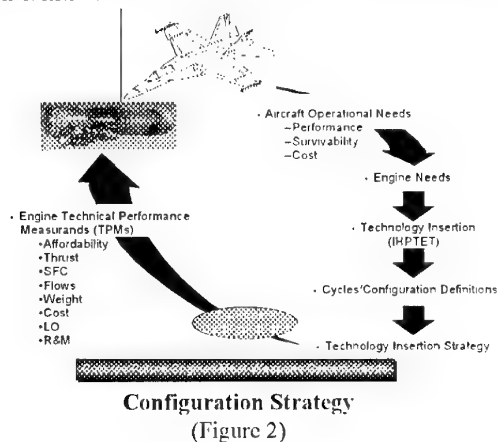 · Aircraft Operational Needs
–Performance
–Survivability
–Cost
· Engine Needs
· Technology Insertion
(IHPTET)
· Cycles/Configuration Definitions
· Technology Insertion Strategy
· Engine Technical Performance
Measurands (TPMs)
•Affordability
•Thrust
•SFC
•Flows
•Weight
•Cost
•LO
•R&M
Configuration Strategy
(Figure 2)